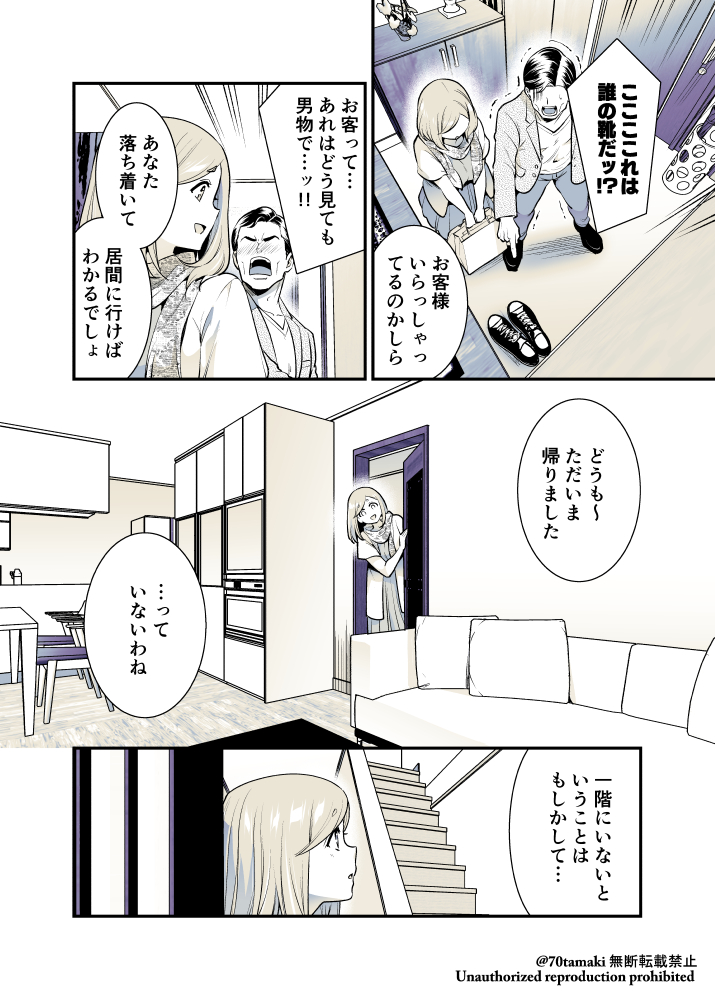 ここここれは
誰の靴だッ!?
お客様
いらっしゃっ
てるのかしら
お客って…
あれはどう見ても
男物で…ッ!!
あなた
落ち着いて
居間に行けば
わかるでしょ
どうも〜
ただいま
帰りました
…って
いないわね
一階にいないと
いうことは
もしかして…
@70tamaki 無断転載禁止
Unauthorized reproduction prohibited